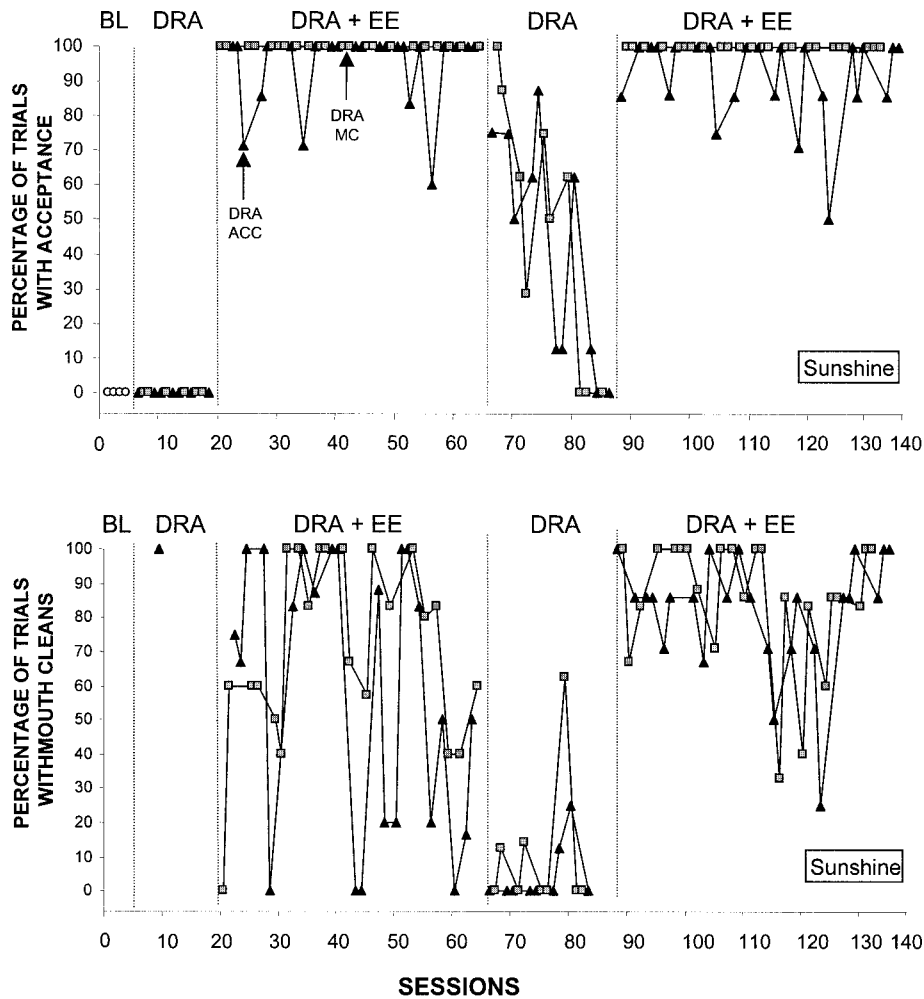 BL DRA DRA + EE DRA DRA + EE
PERCENTAGE OF TRIALS
WITH ACCEPTANCE
100
90
80
70
60
50
40
30
20
10
0
DRA
ACC
DRA
MC
Sunshine
0 10 20 30 40 50 60 70 80 90 100 110 120 130 140
BL DRA DRA + EE DRA DRA + EE
PERCENTAGE OF TRIALS
WITHMOUTH CLEANS
100
90
80
70
60
50
40
30
20
10
0
Sunshine
0 10 20 30 40 50 60 70 80 90 100 110 120 130 140
SESSIONS